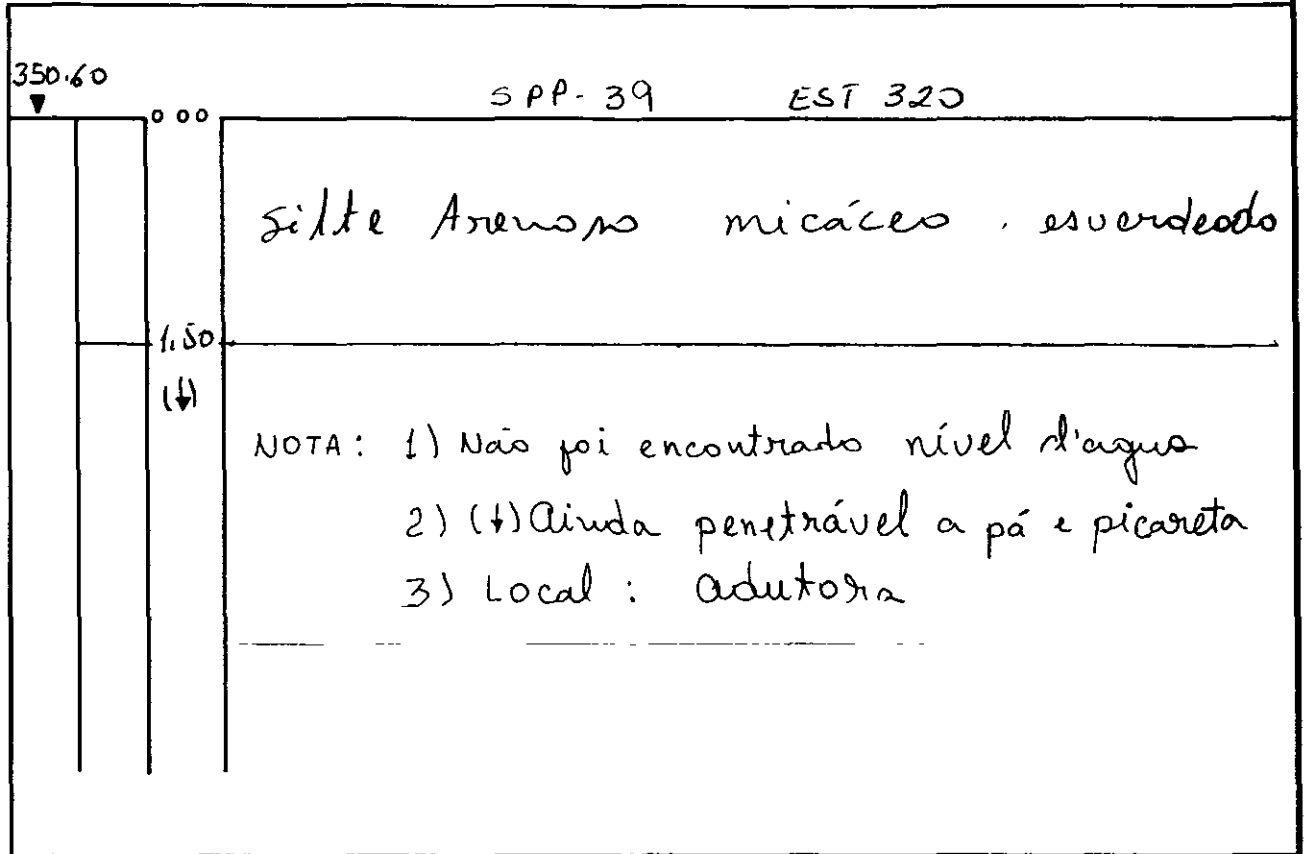 350.60
SPP-39 EST 320
0 00
Silte Arenoso micáceo. esverdeado
1,50
(↓)
NOTA: 1) Não foi encontrado nível d'agua
2) (↓) Ainda penetrável a pá e picareta
3) Local: adutora